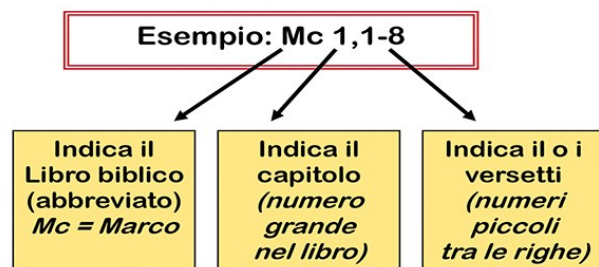 Esempio: Mc 1,1-8
Indica il
Libro biblico
(abbreviato)
Mc = Marco
Indica il
capitolo
(numero
grande
nel libro)
Indica il o i
versetti
(numeri
piccoli
tra le righe)